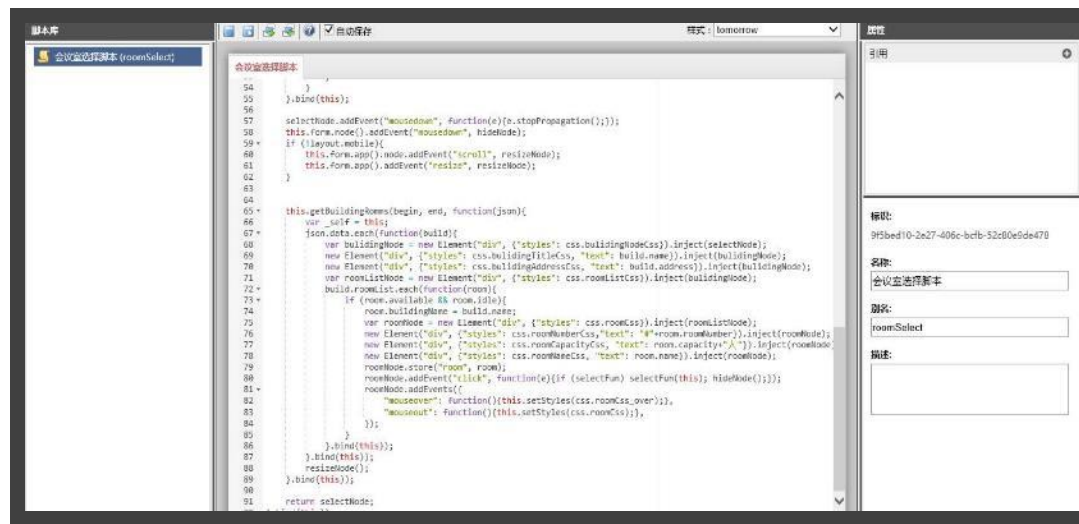 脚本库
自动保存
样式：tomorrow
属性
会议室选择脚本 (roomSelect)
会议室选择脚本
引用
54 }
55 }.bind(this);
56
57 selectNode.addEvent("mousedown", function(e){e.stopPropagation();});
58 this.form.node().addEvent("mousedown", hideNode);
59 if (!layout.mobile){
60 this.form.app().node.addEvent("scroll", resizeNode);
61 this.form.app().addEvent("resize", resizeNode);
62 }
63
64
65 this.getBuildingRomms(begin, end, function(json){
66 var _self = this;
67 json.data.each(function(build){
68 var bulidingNode = new Element("div", {"styles": css.bulidingNodeCss}).inject(selectNode);
69 new Element("div", {"styles": css.bulidingTitleCss, "text": build.name}).inject(bulidingNode);
70 new Element("div", {"styles": css.bulidingAddressCss, "text": build.address}).inject(bulidingNode);
71 var roomListNode = new Element("div", {"styles": css.roomListCss}).inject(bulidingNode);
72 build.roomList.each(function(room){
73 if (room.available && room.idle){
74 room.buildingName = build.name;
75 var roomNode = new Element("div", {"styles": css.roomCss}).inject(roomListNode);
76 new Element("div", {"styles": css.roomNumberCss,"text": "#"+room.roomNumber}).inject(roomNode);
77 new Element("div", {"styles": css.roomCapacityCss, "text": room.capacity+"人"}).inject(roomNode)
78 new Element("div", {"styles": css.roomNameCss, "text": room.name}).inject(roomNode);
79 roomNode.store("room", room);
80 roomNode.addEvent("click", function(e){if (selectFun) selectFun(this); hideNode();});
81 roomNode.addEvents({
82 "mouseover": function(){this.setStyles(css.roomCss_over);},
83 "mouseout": function(){this.setStyles(css.roomCss);},
84 });
85 }
86 }.bind(this));
87 }.bind(this));
88 resizeNode();
89 }.bind(this));
90
91 return selectNode;
标识:
9f5bed10-2e27-406c-bcfb-52c80e9de478
名称:
会议室选择脚本
别名:
roomSelect
描述: